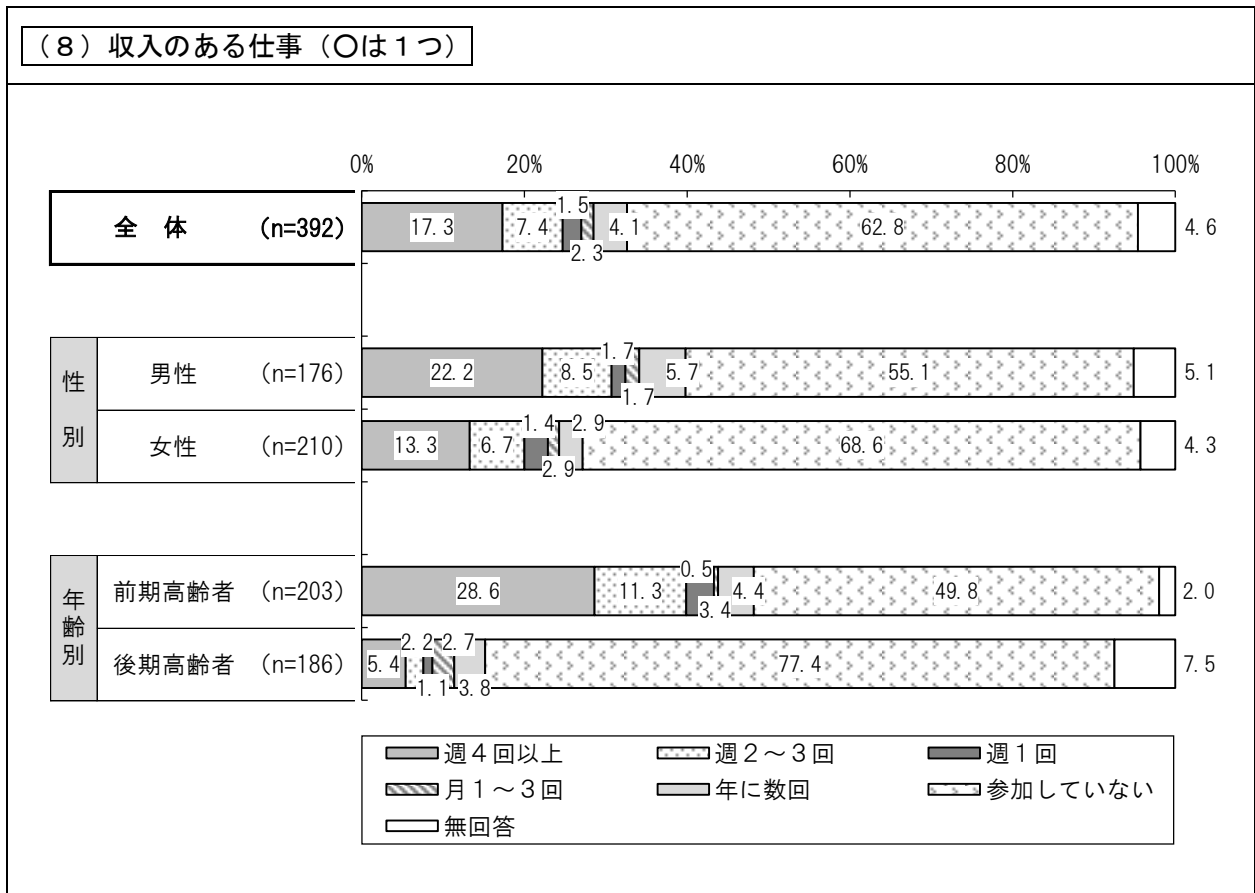 （８）収入のある仕事（〇は１つ）
0% 20% 40% 60% 80% 100%
全　体 (n=392) 17.3 7.4 2.3 1.5 4.1 62.8 4.6
性別
男性 (n=176) 22.2 8.5 1.7 1.7 5.7 55.1 5.1
女性 (n=210) 13.3 6.7 2.9 1.4 2.9 68.6 4.3
年齢別
前期高齢者 (n=203) 28.6 11.3 3.4 0.5 4.4 49.8 2.0
後期高齢者 (n=186) 5.4 2.2 1.1 2.7 3.8 77.4 7.5
週４回以上 週２～３回 週１回
月１～３回 年に数回 参加していない
無回答